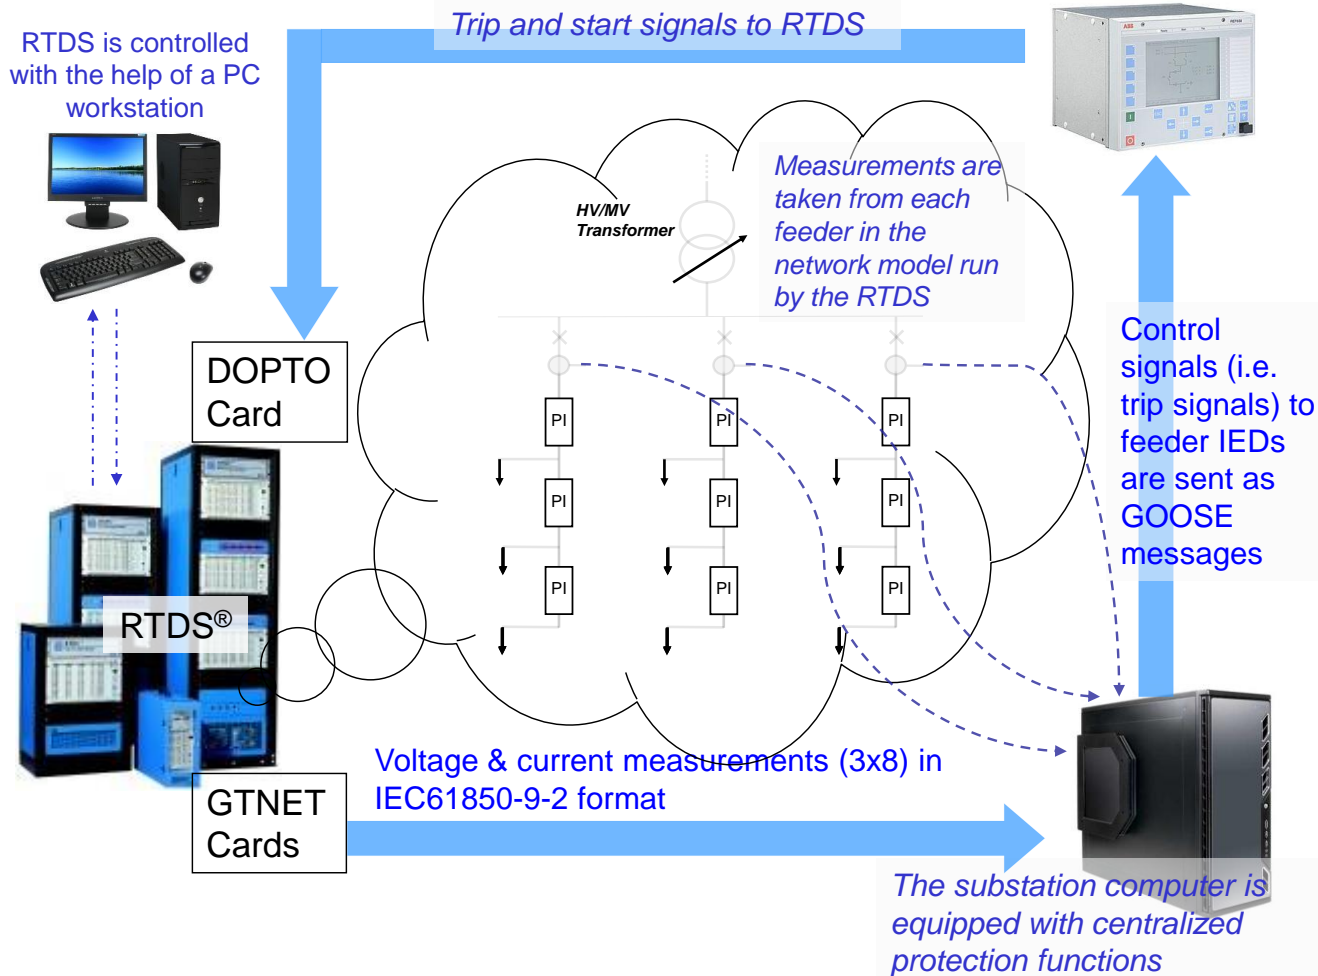 Trip and start signals to RTDS
RTDS is controlled
with the help of a PC
workstation
ABB
HV/MV
Transformer
Measurements are
taken from each
feeder in the
network model run
by the RTDS
Control
signals (i.e.
trip signals) to
feeder IEDs
are sent as
GOOSE
messages
DOPTO
Card
PI
PI
PI
PI
PI
PI
PI
PI
PI
RTDS®
Voltage & current measurements (3x8) in
IEC61850-9-2 format
GTNET
Cards
The substation computer is
equipped with centralized
protection functions